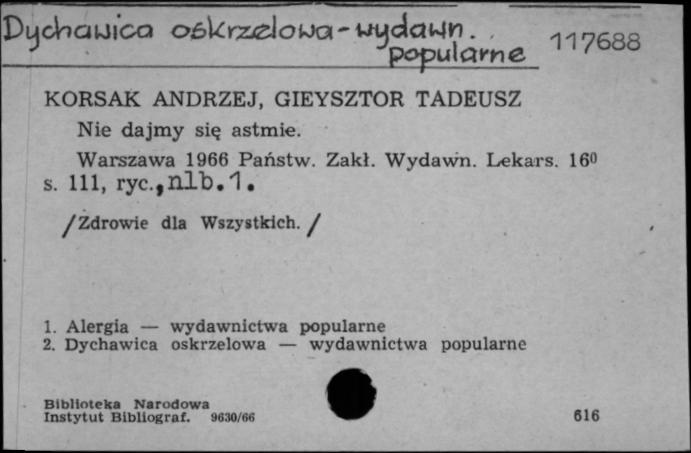 Dychawica oskrzelowa - wydawn.
popularne
117688
KORSAK ANDRZEJ, GIEYSZTOR TADEUSZ
Nie dajmy się astmie.
Warszawa 1966 Państw. Zakł. Wydawn. Lekars. 16⁰
s. 111, ryc., nlb. 1.
/Zdrowie dla Wszystkich./
1. Alergia — wydawnictwa popularne
2. Dychawica oskrzelowa — wydawnictwa popularne
Biblioteka Narodowa
Instytut Bibliograf. 9630/66
616